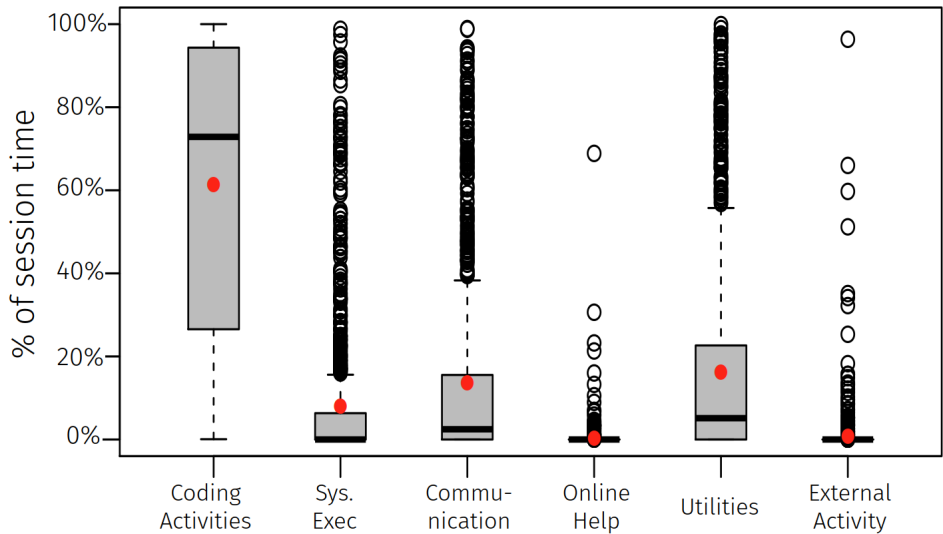 % of session time
100%
80%
60%
40%
20%
0%
Coding
Activities
Sys.
Exec
Commu-
nication
Online
Help
Utilities
External
Activity